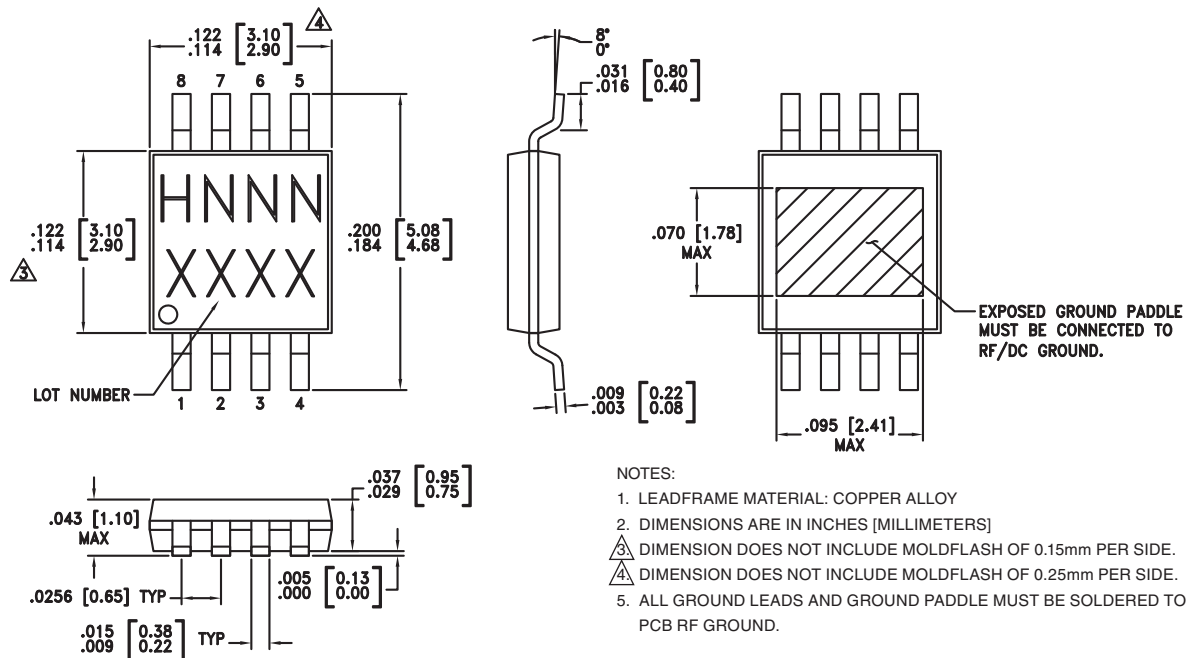 .122 [3.10]
.114 [2.90]
4
8 7 6 5
HNNN
XXXX
.122 [3.10]
.114 [2.90]
3
.200 [5.08]
.184 [4.68]
LOT NUMBER
1 2 3 4
8°
0°
.031 [0.80]
.016 [0.40]
.009 [0.22]
.003 [0.08]
.070 [1.78]
MAX
EXPOSED GROUND PADDLE
MUST BE CONNECTED TO
RF/DC GROUND.
.095 [2.41]
MAX
.043 [1.10]
MAX
.037 [0.95]
.029 [0.75]
.0256 [0.65] TYP
.005 [0.13]
.000 [0.00]
.015 [0.38]
.009 [0.22]
TYP
NOTES:
1. LEADFRAME MATERIAL: COPPER ALLOY
2. DIMENSIONS ARE IN INCHES [MILLIMETERS]
3. DIMENSION DOES NOT INCLUDE MOLDFLASH OF 0.15mm PER SIDE.
4. DIMENSION DOES NOT INCLUDE MOLDFLASH OF 0.25mm PER SIDE.
5. ALL GROUND LEADS AND GROUND PADDLE MUST BE SOLDERED TO
PCB RF GROUND.